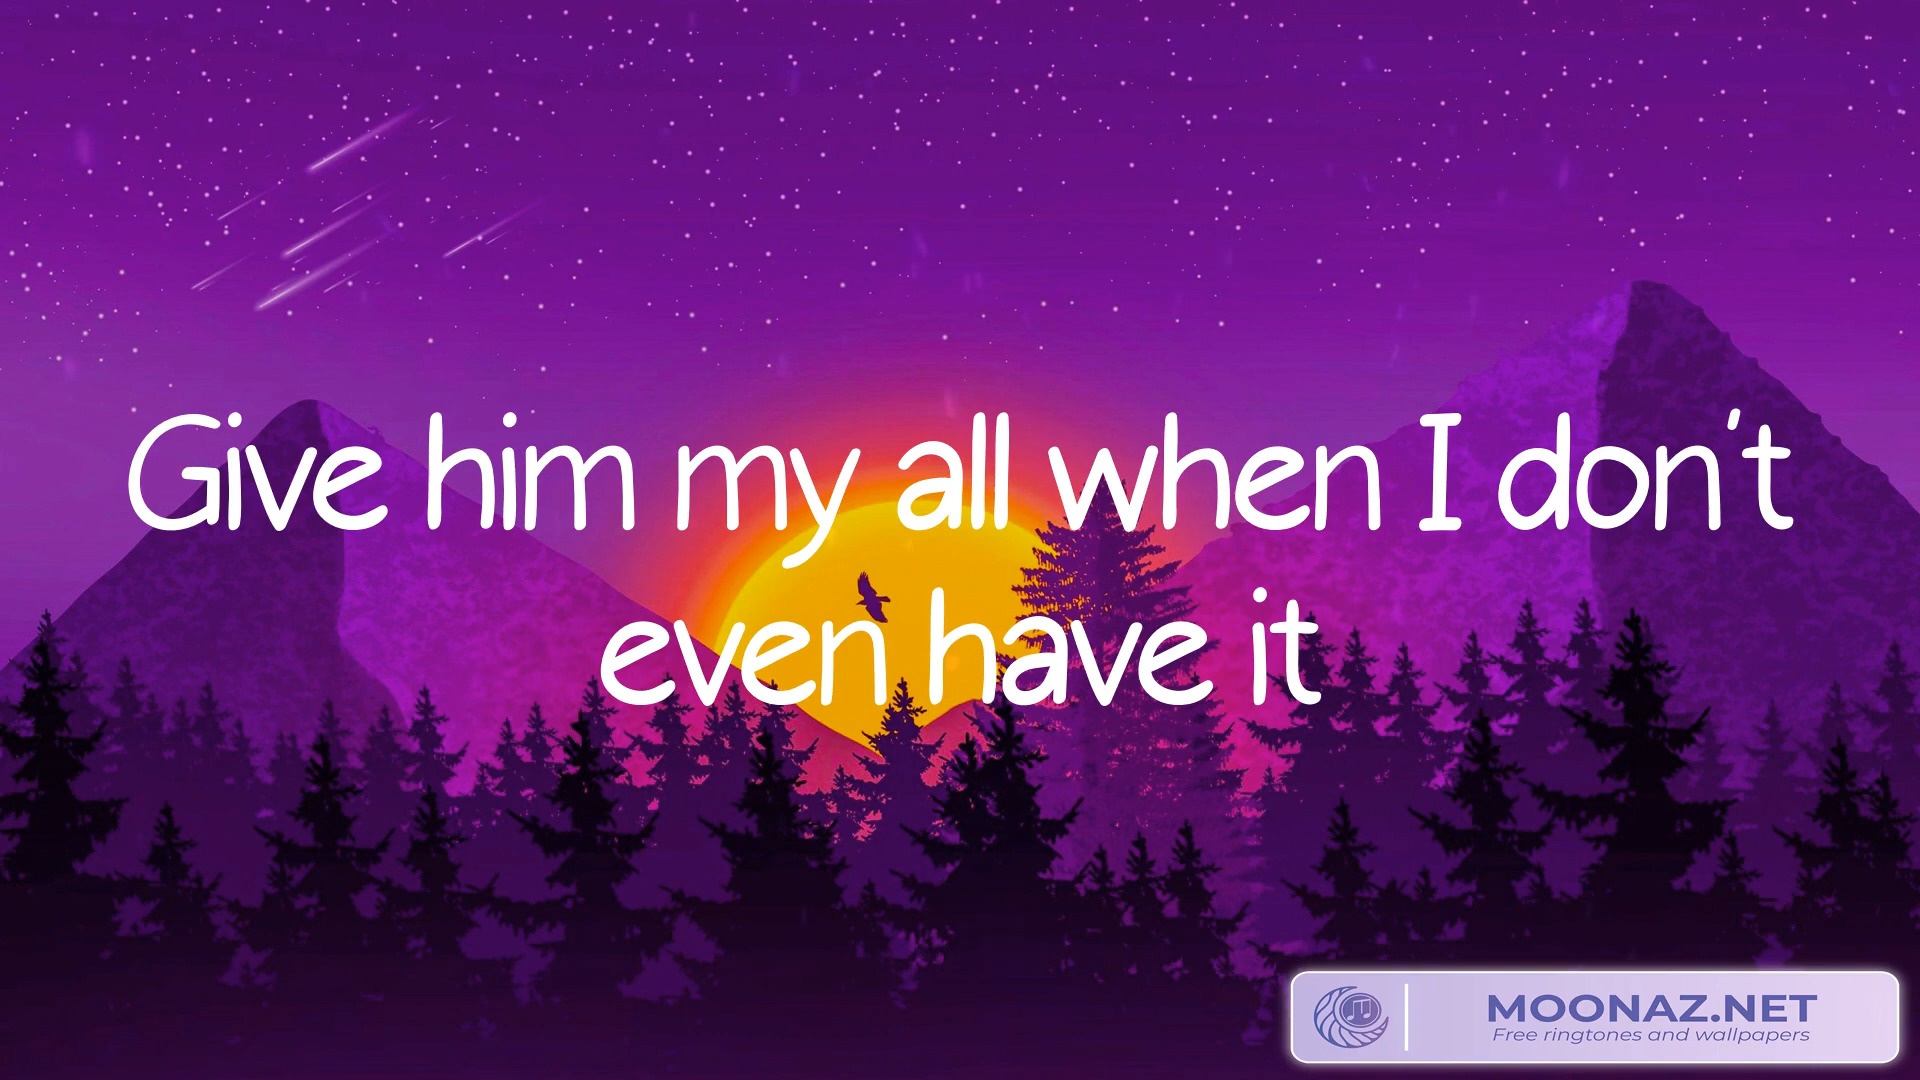 Give him my all when I don't
even have it
MOONAZ.NET
Free ringtones and wallpapers